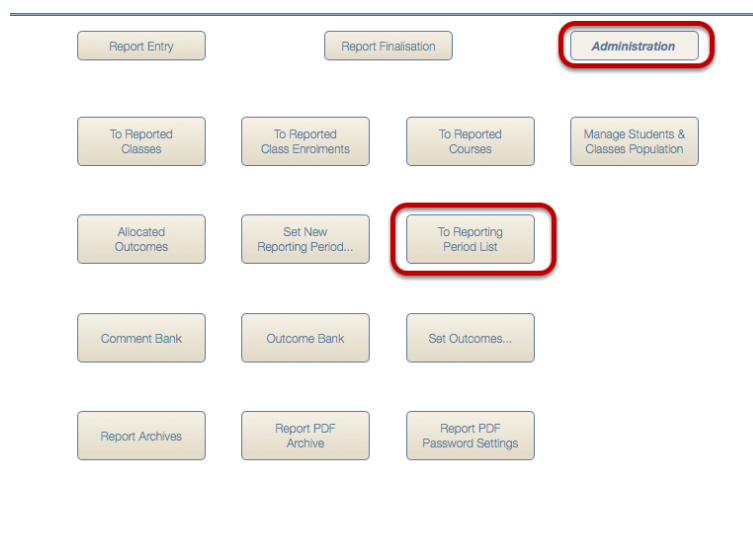 Report Entry
Report Finalisation
Administration
To Reported
Classes
To Reported
Class Enrolments
To Reported
Courses
Manage Students &
Classes Population
Allocated
Outcomes
Set New
Reporting Period...
To Reporting
Period List
Comment Bank
Outcome Bank
Set Outcomes...
Report Archives
Report PDF
Archive
Report PDF
Password Settings